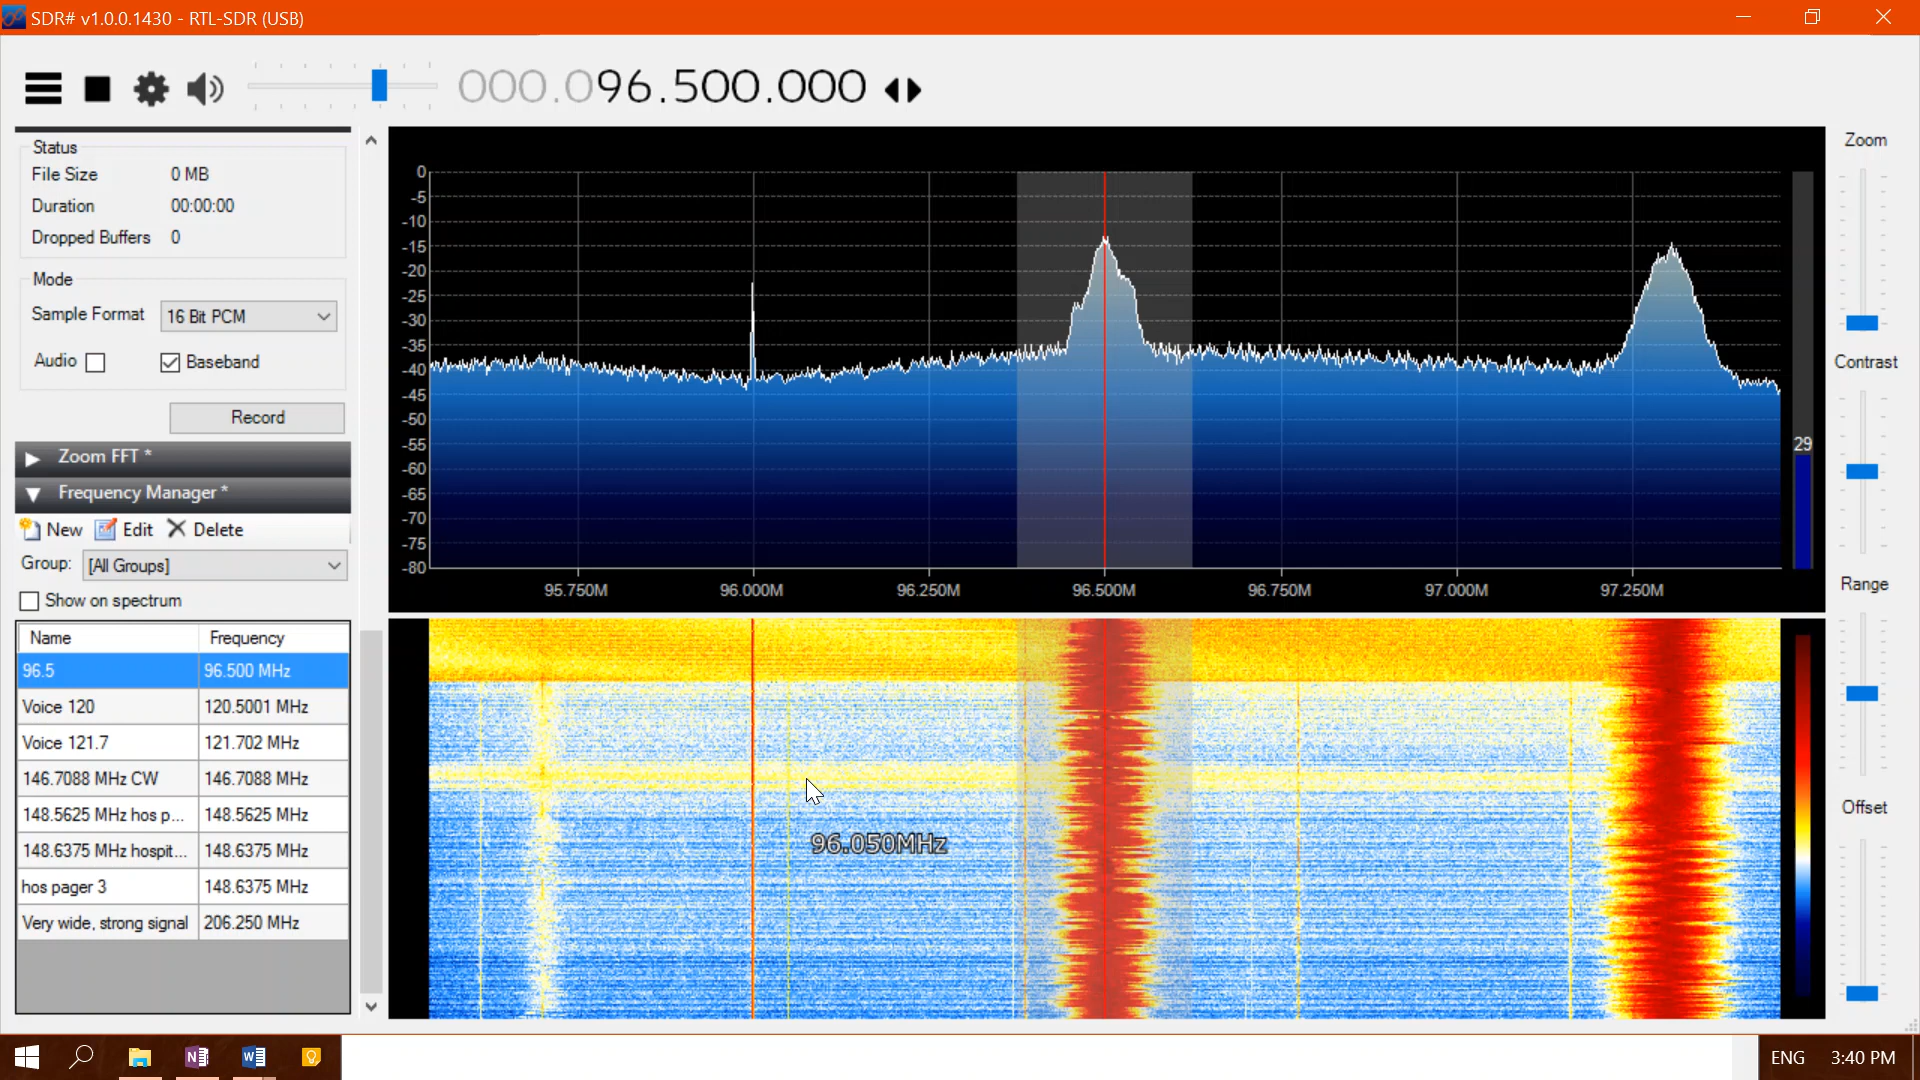 SDR# v1.0.0.1430 - RTL-SDR (USB)
000.096.500.000
Status
File Size 0 MB
Duration 00:00:00
Dropped Buffers 0
Mode
Sample Format 16 Bit PCM
Audio Baseband
Record
Zoom FFT *
Frequency Manager *
New Edit Delete
Group: [All Groups]
Show on spectrum
Name Frequency
96.5 96.500 MHz
Voice 120 120.5001 MHz
Voice 121.7 121.702 MHz
146.7088 MHz CW 146.7088 MHz
148.5625 MHz hos p... 148.5625 MHz
148.6375 MHz hospit... 148.6375 MHz
hos pager 3 148.6375 MHz
Very wide, strong signal 206.250 MHz
0
-5
-10
-15
-20
-25
-30
-35
-40
-45
-50
-55
-60
-65
-70
-75
-80
95.750M 96.000M 96.250M 96.500M 96.750M 97.000M 97.250M
29
96.050MHz
Zoom
Contrast
Range
Offset
N W ENG 3:40 PM